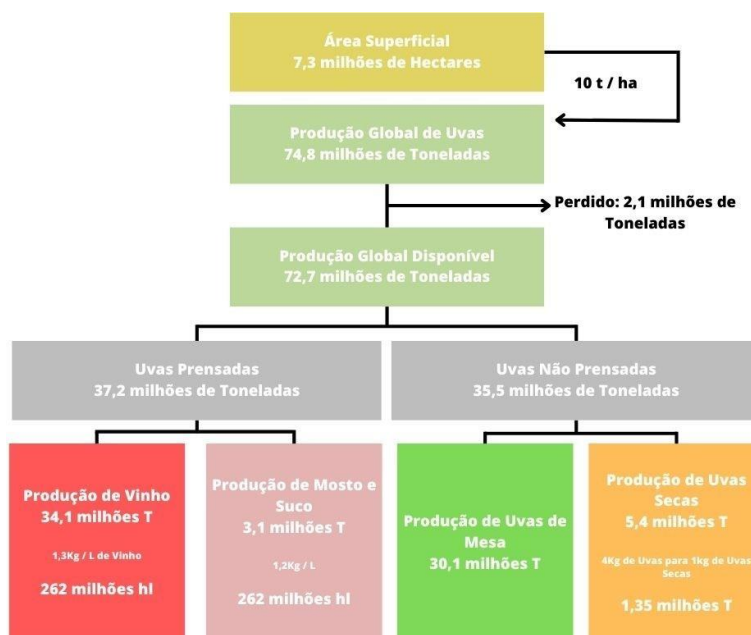 Área Superficial
7,3 milhões de Hectares
10 t / ha
Produção Global de Uvas
74,8 milhões de Toneladas
Perdido: 2,1 milhões de
Toneladas
Produção Global Disponível
72,7 milhões de Toneladas
Uvas Prensadas
37,2 milhões de Toneladas
Uvas Não Prensadas
35,5 milhões de Toneladas
Produção de Vinho
34,1 milhões T
1,3Kg / L de Vinho
262 milhões hl
Produção de Mosto e
Suco
3,1 milhões T
1,2Kg / L
262 milhões hl
Produção de Uvas de
Mesa
30,1 milhões T
Produção de Uvas
Secas
5,4 milhões T
4Kg de Uvas para 1kg de Uvas
Secas
1,35 milhões T